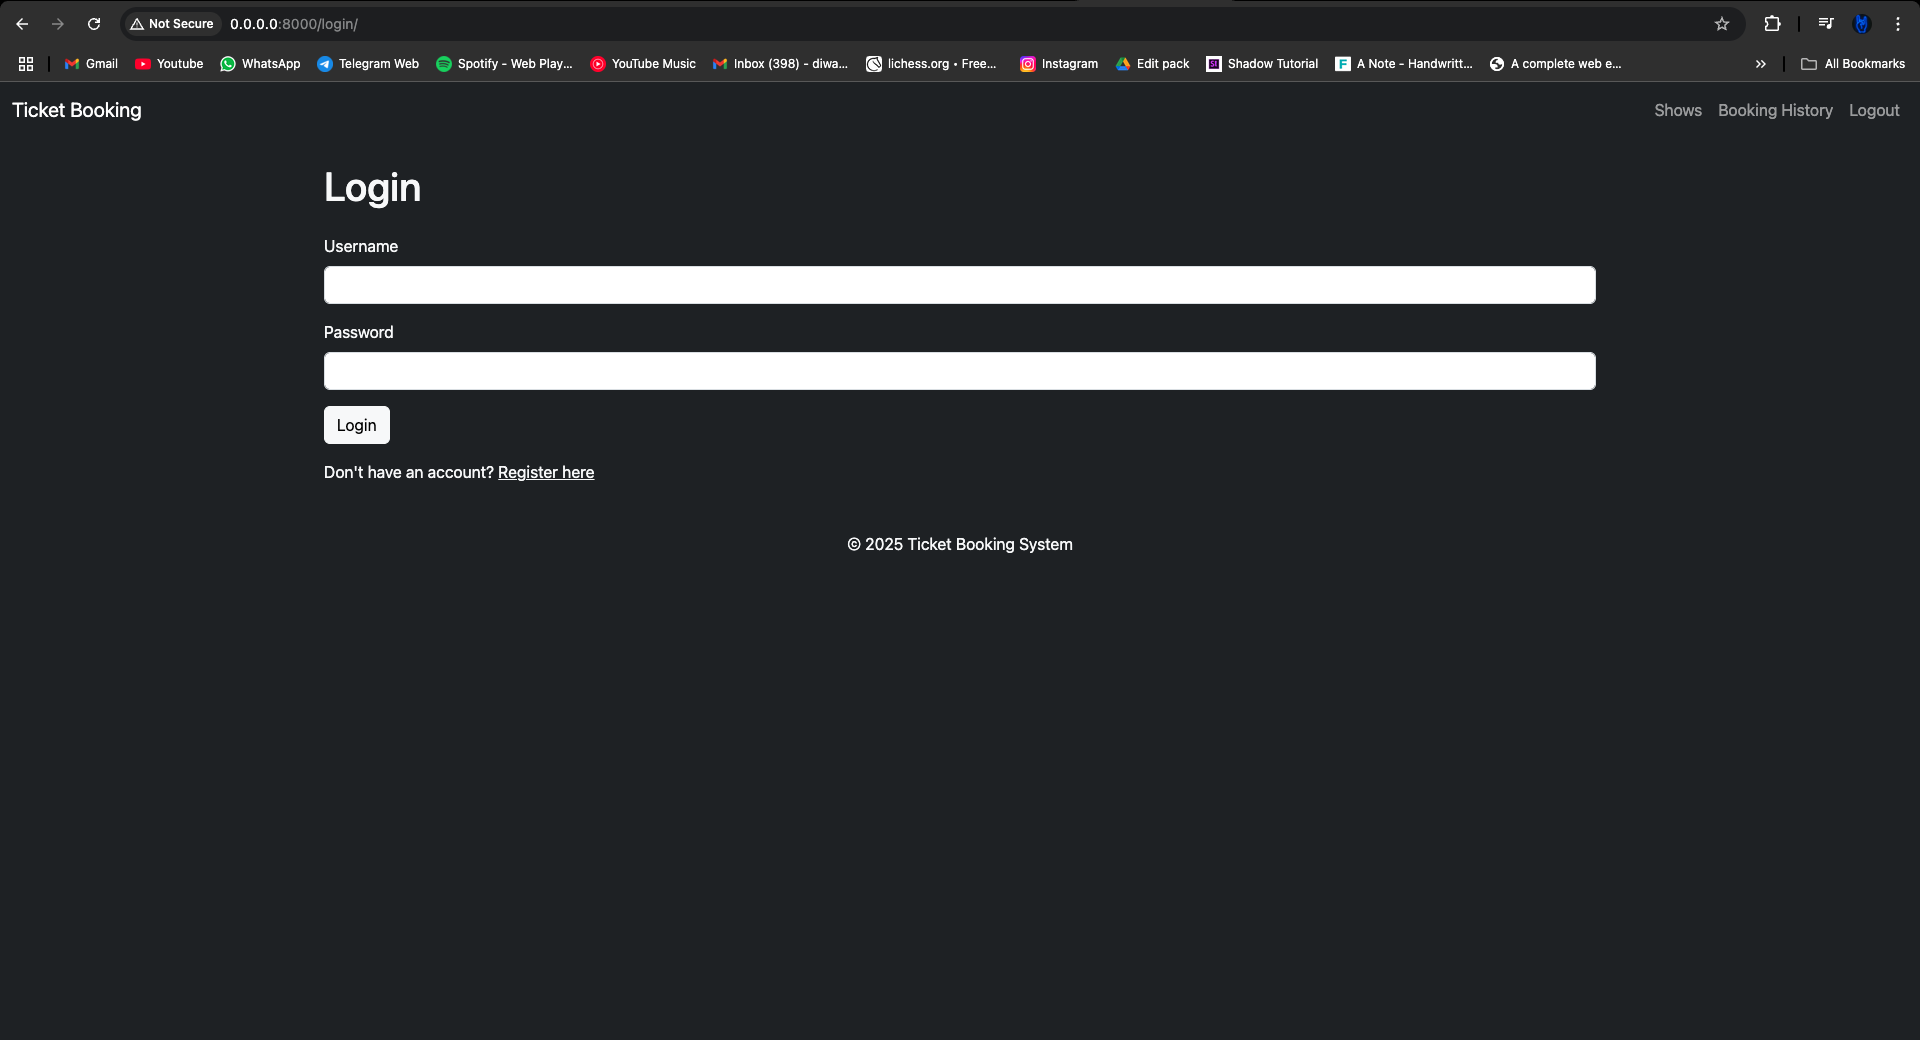 Not Secure 0.0.0.0:8000/login/
Gmail Youtube WhatsApp Telegram Web Spotify - Web Play... YouTube Music Inbox (398) - diwa... lichess.org • Free... Instagram Edit pack Shadow Tutorial A Note - Handwritt... A complete web e... » All Bookmarks
Ticket Booking Shows Booking History Logout
Login
Username
Password
Login
Don't have an account? Register here
© 2025 Ticket Booking System